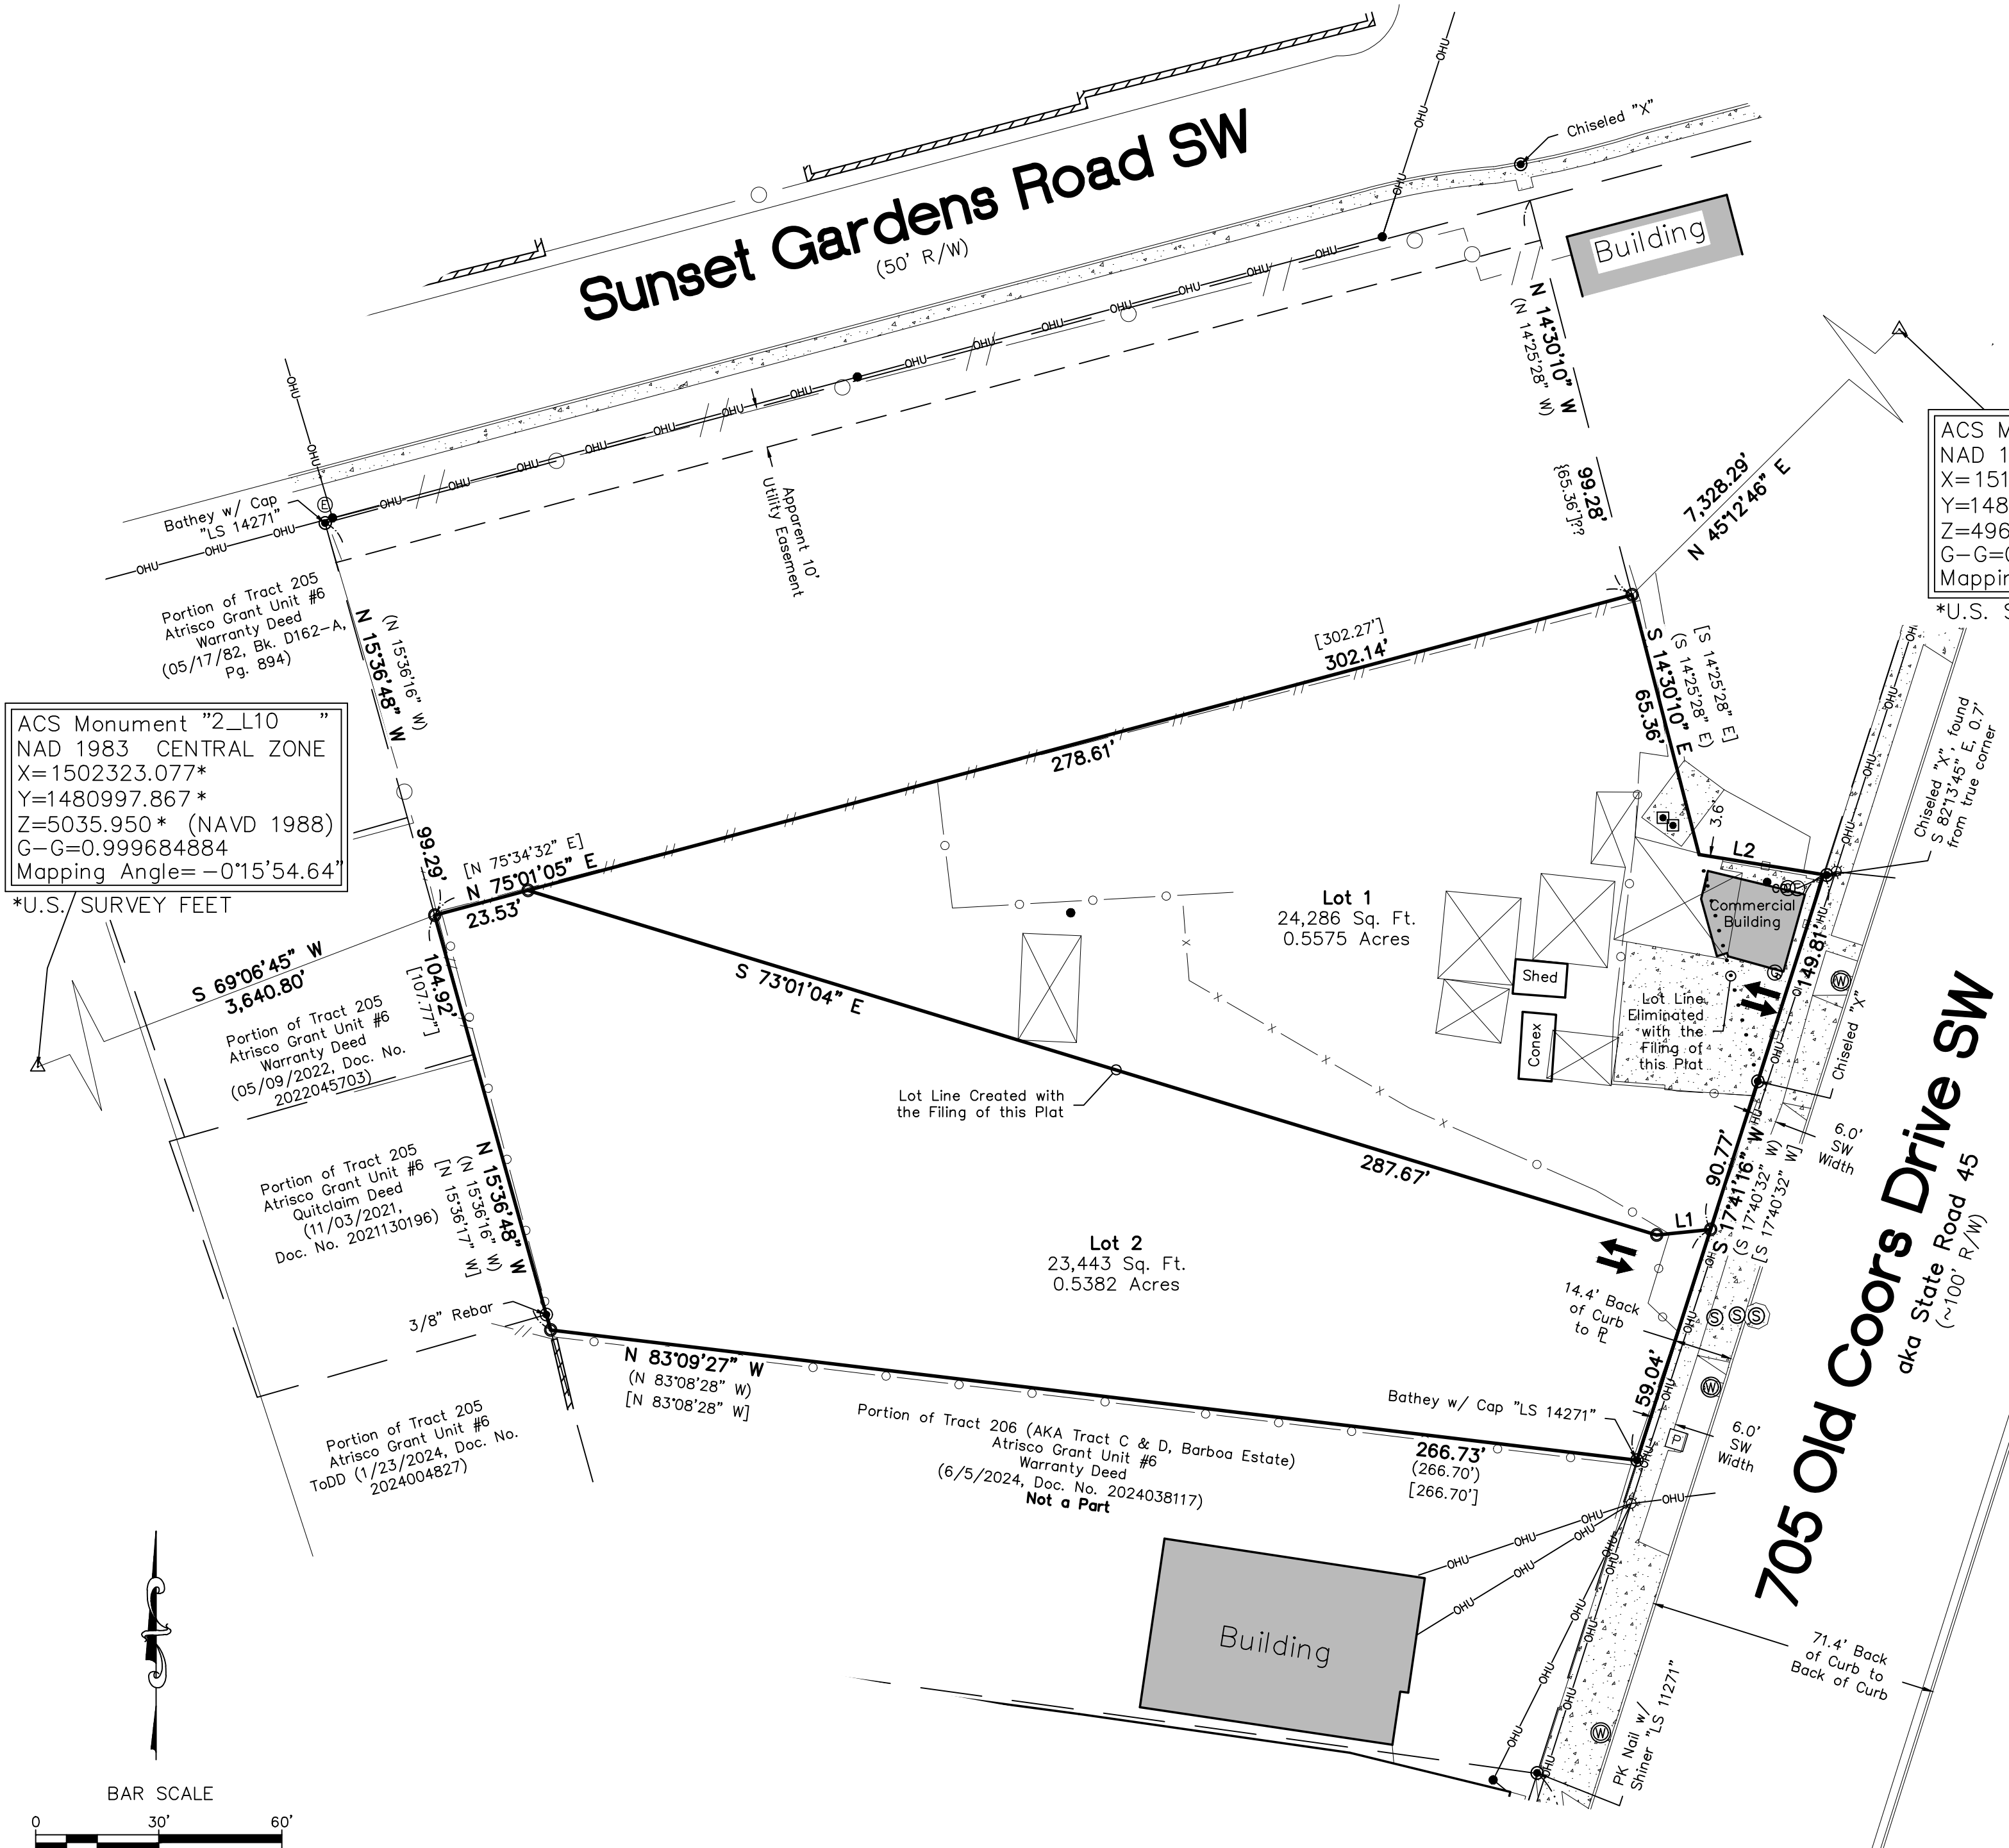 Chiseled "X"
Sunset Gardens Road SW
(50' R/W)
Building
N 14°30'10" W
(N 14°25'28" W)
99.28'
{65.36'}??
7,328.29'
N 45°12'46" E
Bathey w/ Cap
"LS 14271"
E
Apparent 10'
Utility Easement
Portion of Tract 205
Atrisco Grant Unit #6
Warranty Deed
(05/17/82, Bk. D162-A,
Pg. 894)
N 15°36'48" W
(N 15°36'16" W)
99.29'
ACS Monument "2_L10 "
NAD 1983 CENTRAL ZONE
X=1502323.077*
Y=1480997.867*
Z=5035.950* (NAVD 1988)
G-G=0.999684884
Mapping Angle= -0°15'54.64"
*U.S. SURVEY FEET
ACS M
NAD 1
X=151
Y=148
Z=496
G-G=0
Mappin
*U.S. S
[302.27']
302.14'
278.61'
[N 75°34'32" E]
N 75°01'05" E
23.53'
S 14°30'10" E
(S 14°25'28" E)
[S 14°25'28" E]
65.36'
3.6'
L2
Chiseled "X", found
S 82°13'45" E, 0.7'
from true corner
Commercial
Building
149.81'
Lot 1
24,286 Sq. Ft.
0.5575 Acres
Shed
Conex
Lot Line
Eliminated
with the
Filing of
this Plat
Chiseled "X"
S 69°06'45" W
3,640.80'
104.92'
[107.77']
Portion of Tract 205
Atrisco Grant Unit #6
Warranty Deed
(05/09/2022, Doc. No.
2022045703)
S 73°01'04" E
287.67'
Lot Line Created with
the Filing of this Plat
Portion of Tract 205
Atrisco Grant Unit #6
Quitclaim Deed
(11/03/2021,
Doc. No. 2021130196)
N 15°36'48" W
(N 15°36'16" W)
[N 15°36'17" W]
3/8" Rebar
Lot 2
23,443 Sq. Ft.
0.5382 Acres
L1
90.77'
S 17°41'16" W
(S 17°40'32" W)
[S 17°40'32" W]
6.0'
SW
Width
705 Old Coors Drive SW
aka State Road 45
(~100' R/W)
14.4' Back
of Curb
to PL
59.04'
N 83°09'27" W
(N 83°08'28" W)
[N 83°08'28" W]
Portion of Tract 206 (AKA Tract C & D, Barboa Estate)
Atrisco Grant Unit #6
Warranty Deed
(6/5/2024, Doc. No. 2024038117)
Not a Part
Bathey w/ Cap "LS 14271"
266.73'
(266.70')
[266.70']
P
6.0'
SW
Width
Portion of Tract 205
Atrisco Grant Unit #6
ToDD (1/23/2024, Doc. No.
2024004827)
Building
71.4' Back
of Curb to
Back of Curb
PK Nail w/
Shiner "LS 11271"
BAR SCALE
0 30' 60'